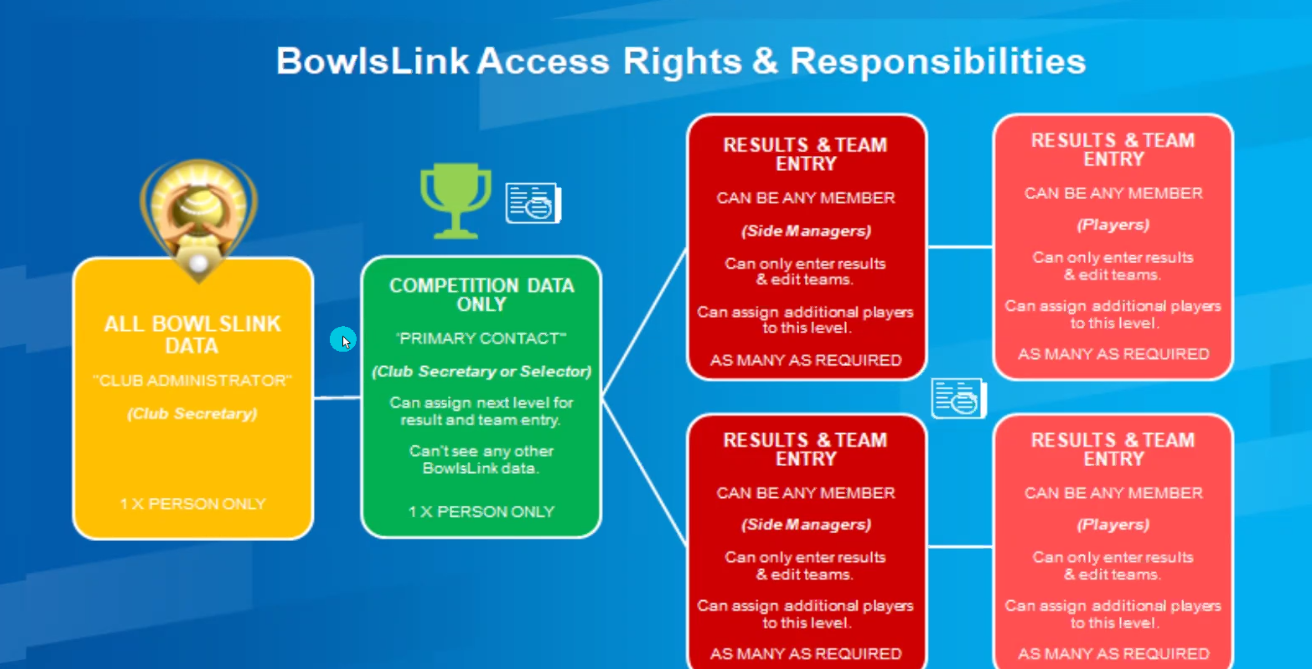 BowlsLink Access Rights & Responsibilities
ALL BOWLSLINK
DATA
"CLUB ADMINISTRATOR"
(Club Secretary)
1 X PERSON ONLY
COMPETITION DATA
ONLY
"PRIMARY CONTACT"
(Club Secretary or Selector)
Can assign next level for
result and team entry.
Can't see any other
BowlsLink data.
1 X PERSON ONLY
RESULTS & TEAM
ENTRY
CAN BE ANY MEMBER
(Side Managers)
Can only enter results
& edit teams.
Can assign additional players
to this level.
AS MANY AS REQUIRED
RESULTS & TEAM
ENTRY
CAN BE ANY MEMBER
(Players)
Can only enter results
& edit teams.
Can assign additional players
to this level.
AS MANY AS REQUIRED
RESULTS & TEAM
ENTRY
CAN BE ANY MEMBER
(Side Managers)
Can only enter results
& edit teams.
Can assign additional players
to this level.
AS MANY AS REQUIRED
RESULTS & TEAM
ENTRY
CAN BE ANY MEMBER
(Players)
Can only enter results
& edit teams.
Can assign additional players
to this level.
AS MANY AS REQUIRED